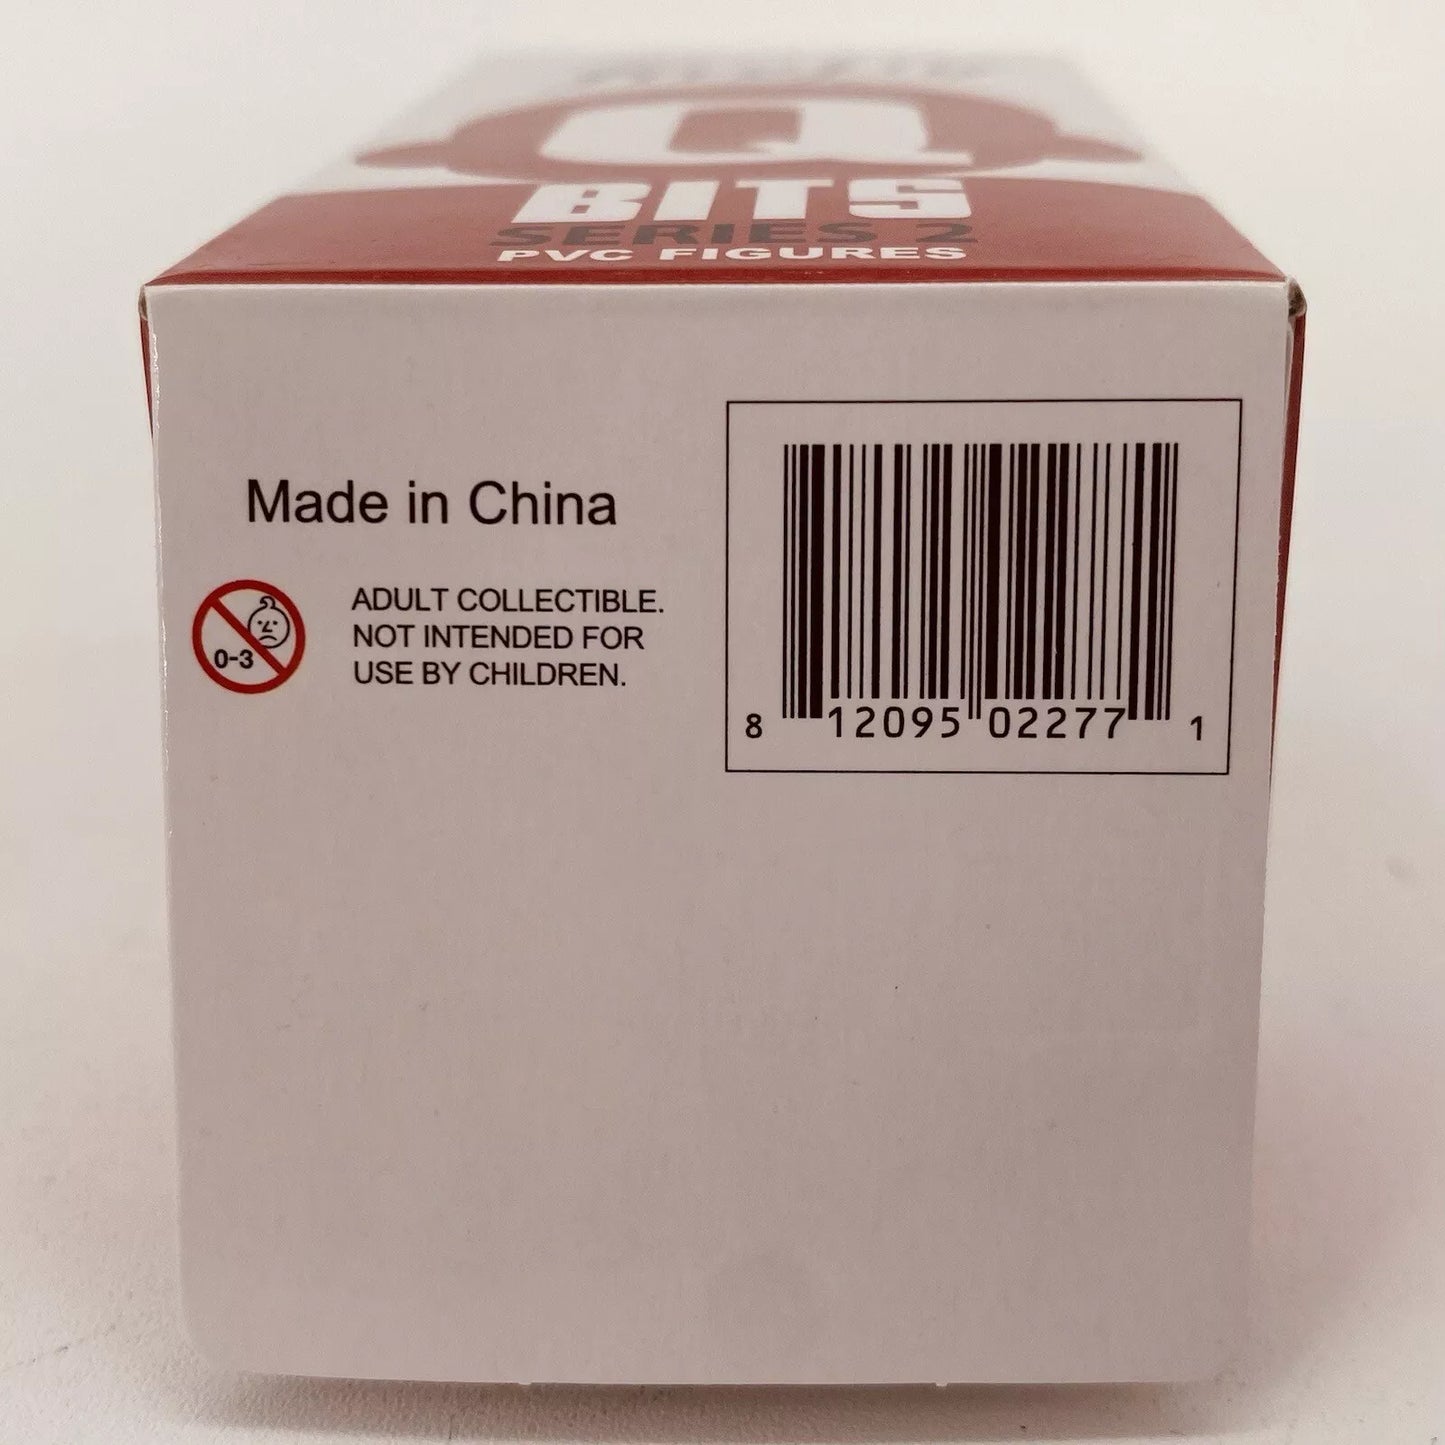 Q
BITS
SERIES 2
PVC FIGURES
Made in China
0-3
ADULT COLLECTIBLE.
NOT INTENDED FOR
USE BY CHILDREN.
8 12095 02277 1